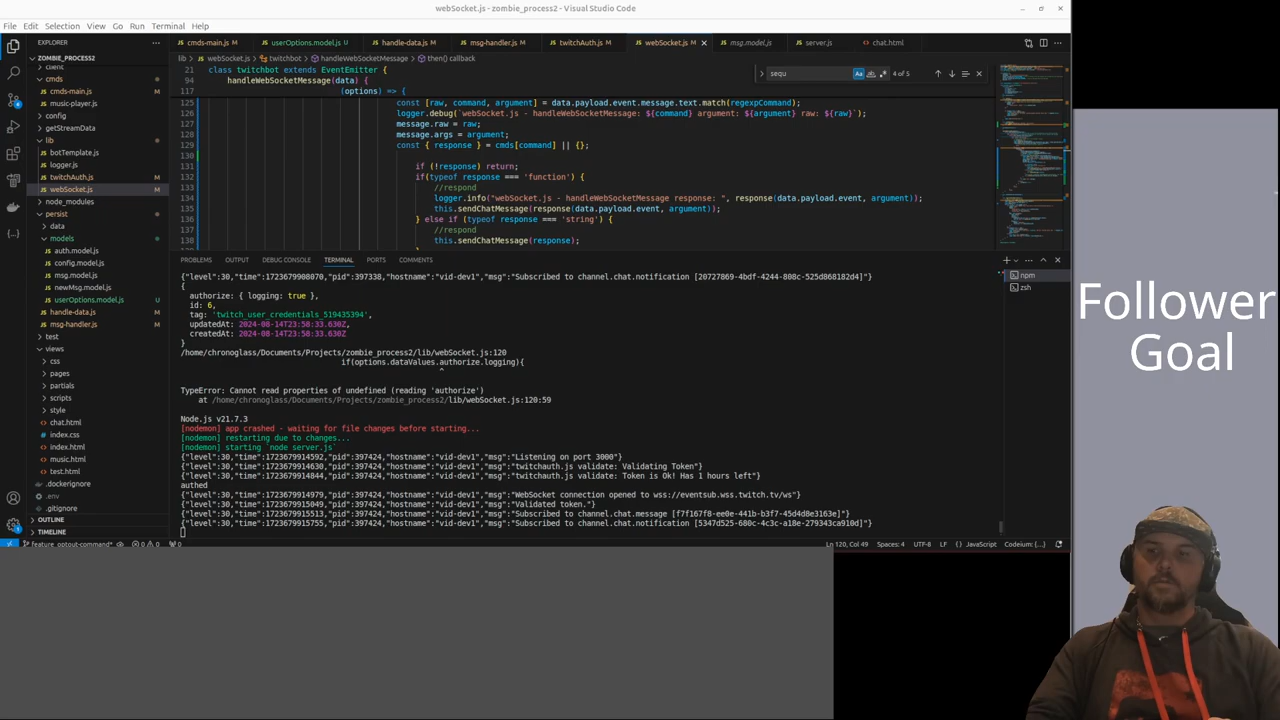 webSocket.js - zombie_process2 - Visual Studio Code
File Edit Selection View Go Run Terminal Help
EXPLORER
cmds-main.js M
userOptions.model.js U
handle-data.js M
msg-handler.js M
twitchAuth.js M
webSocket.js M
msg.model.js
server.js
chat.html
ZOMBIE_PROCESS2
client
cmds
cmds-main.js M
music-player.js
config
getStreamData
lib
botTemplate.js
logger.js
twitchAuth.js M
webSocket.js M
node_modules
persist
data
models
auth.model.js
config.model.js
msg.model.js
newMsg.model.js
userOptions.model.js U
handle-data.js M
msg-handler.js M
test
views
css
pages
partials
scripts
style
chat.html
index.css
index.html
music.html
test.html
.dockerignore
.env
.gitignore
OUTLINE
TIMELINE
lib > webSocket.js > twitchbot > handleWebSocketMessage > then() callback
sequ
4 of 5
21 class twitchbot extends EventEmitter {
94 handleWebSocketMessage(data) {
117 (options) => {
125 const [raw, command, argument] = data.payload.event.message.text.match(regexpCommand);
126 logger.debug(`webSocket.js - handleWebSocketMessage: ${command} argument: ${argument} raw: ${raw}`);
127 message.raw = raw;
128 message.args = argument;
129 const { response } = cmds[command] || {};
130
131 if (!response) return;
132 if(typeof response === 'function') {
133 //respond
134 logger.info("webSocket.js - handleWebSocketMessage response: ", response(data.payload.event, argument));
135 this.sendChatMessage(response(data.payload.event, argument));
136 } else if (typeof response === 'string') {
137 //respond
138 this.sendChatMessage(response);
PROBLEMS OUTPUT DEBUG CONSOLE TERMINAL PORTS COMMENTS
npm
zsh
{"level":30,"time":1723679908070,"pid":397338,"hostname":"vid-dev1","msg":"Subscribed to channel.chat.notification [20727869-4bdf-4244-808c-525d868182d4]"}
{
authorize: { logging: true },
id: 6,
tag: 'twitch_user_credentials_519435394',
updatedAt: 2024-08-14T23:58:33.630Z,
createdAt: 2024-08-14T23:58:33.630Z
}
/home/chronoglass/Documents/Projects/zombie_process2/lib/webSocket.js:120
if(options.dataValues.authorize.logging){
^
TypeError: Cannot read properties of undefined (reading 'authorize')
at /home/chronoglass/Documents/Projects/zombie_process2/lib/webSocket.js:120:59
Node.js v21.7.3
[nodemon] app crashed - waiting for file changes before starting...
[nodemon] restarting due to changes...
[nodemon] starting `node server.js`
{"level":30,"time":1723679914592,"pid":397424,"hostname":"vid-dev1","msg":"Listening on port 3000"}
{"level":30,"time":1723679914630,"pid":397424,"hostname":"vid-dev1","msg":"twitchauth.js validate: Validating Token"}
{"level":30,"time":1723679914844,"pid":397424,"hostname":"vid-dev1","msg":"twitchauth.js validate: Token is Ok! Has 1 hours left"}
authed
{"level":30,"time":1723679914979,"pid":397424,"hostname":"vid-dev1","msg":"WebSocket connection opened to wss://eventsub.wss.twitch.tv/ws"}
{"level":30,"time":1723679915049,"pid":397424,"hostname":"vid-dev1","msg":"Validated token."}
{"level":30,"time":1723679915513,"pid":397424,"hostname":"vid-dev1","msg":"Subscribed to channel.chat.message [f7f167f8-ee0e-441b-b3f7-45d4d8e3163e]"}
{"level":30,"time":1723679915755,"pid":397424,"hostname":"vid-dev1","msg":"Subscribed to channel.chat.notification [5347d525-680c-4c3c-a18e-279343ca910d]"}
feature_optout-command* 0 0 0
Ln 120, Col 49 Spaces: 4 UTF-8 LF {} JavaScript Codeium: {...}
Follower
Goal